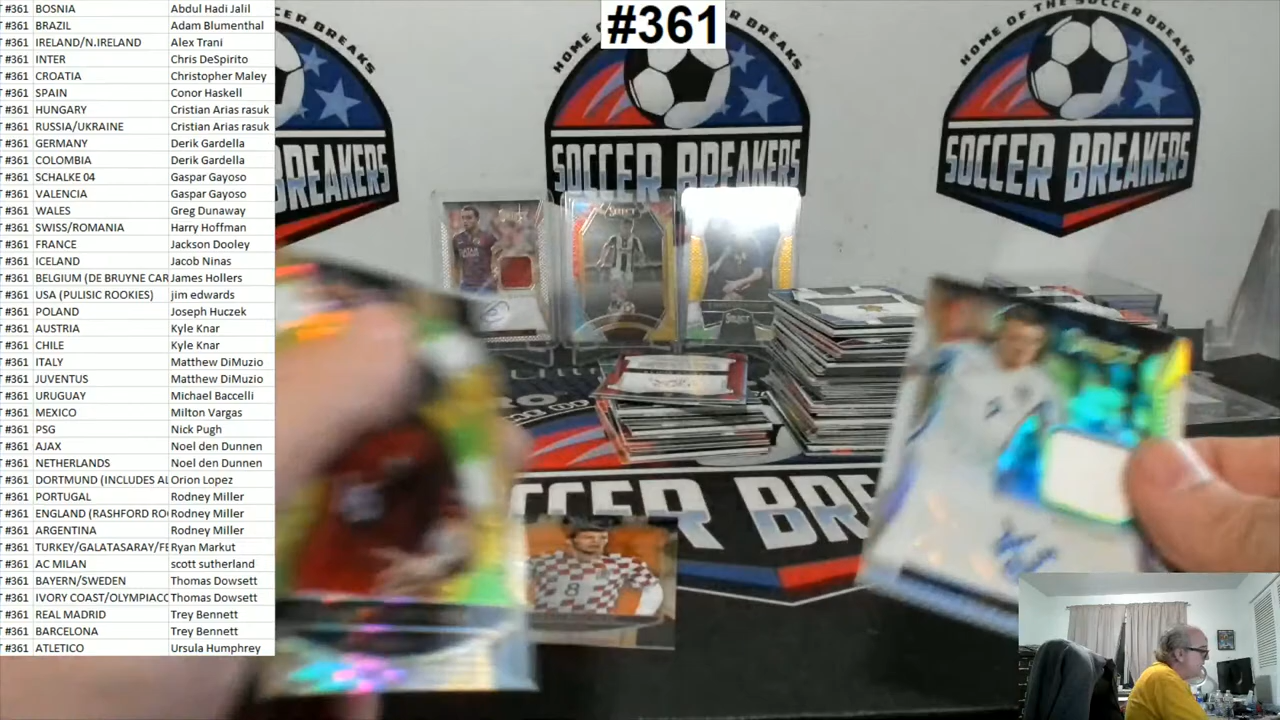 #361
T #361 BOSNIA Abdul Hadi Jalil
T #361 BRAZIL Adam Blumenthal
T #361 IRELAND/N.IRELAND Alex Trani
T #361 INTER Chris DeSpirito
T #361 CROATIA Christopher Maley
T #361 SPAIN Conor Haskell
T #361 HUNGARY Cristian Arias rasuk
T #361 RUSSIA/UKRAINE Cristian Arias rasuk
T #361 GERMANY Derik Gardella
T #361 COLOMBIA Derik Gardella
T #361 SCHALKE 04 Gaspar Gayoso
T #361 VALENCIA Gaspar Gayoso
T #361 WALES Greg Dunaway
T #361 SWISS/ROMANIA Harry Hoffman
T #361 FRANCE Jackson Dooley
T #361 ICELAND Jacob Ninas
T #361 BELGIUM (DE BRUYNE CAR James Hollers
T #361 USA (PULISIC ROOKIES) jim edwards
T #361 POLAND Joseph Huczek
T #361 AUSTRIA Kyle Knar
T #361 CHILE Kyle Knar
T #361 ITALY Matthew DiMuzio
T #361 JUVENTUS Matthew DiMuzio
T #361 URUGUAY Michael Baccelli
T #361 MEXICO Milton Vargas
T #361 PSG Nick Pugh
T #361 AJAX Noel den Dunnen
T #361 NETHERLANDS Noel den Dunnen
T #361 DORTMUND (INCLUDES AL Orion Lopez
T #361 PORTUGAL Rodney Miller
T #361 ENGLAND (RASHFORD RO Rodney Miller
T #361 ARGENTINA Rodney Miller
T #361 TURKEY/GALATASARAY/FE Ryan Markut
T #361 AC MILAN scott sutherland
T #361 BAYERN/SWEDEN Thomas Dowsett
T #361 IVORY COAST/OLYMPIAC Thomas Dowsett
T #361 REAL MADRID Trey Bennett
T #361 BARCELONA Trey Bennett
T #361 ATLETICO Ursula Humphrey
BREAKS
BREAKERS
HOME OF THE SOCCER BREAKS
SOCCER BREAKERS
HOME OF THE SOCCER BREAKS
SOCCER BREAKERS
SELECT
SELECT
CCER BR